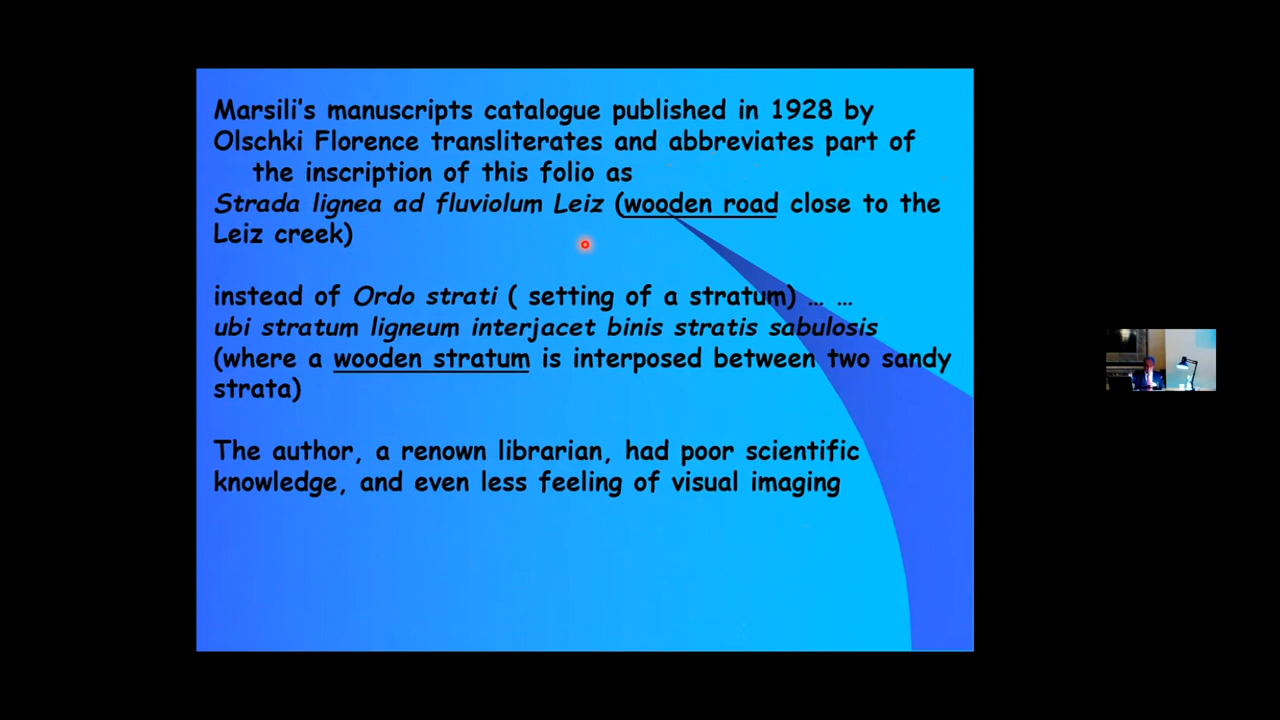 Marsili's manuscripts catalogue published in 1928 by
Olschki Florence transliterates and abbreviates part of
the inscription of this folio as
Strada lignea ad fluviolum Leiz (wooden road close to the
Leiz creek)
instead of Ordo strati ( setting of a stratum) ... ...
ubi stratum ligneum interjacet binis stratis sabulosis
(where a wooden stratum is interposed between two sandy
strata)
The author, a renown librarian, had poor scientific
knowledge, and even less feeling of visual imaging